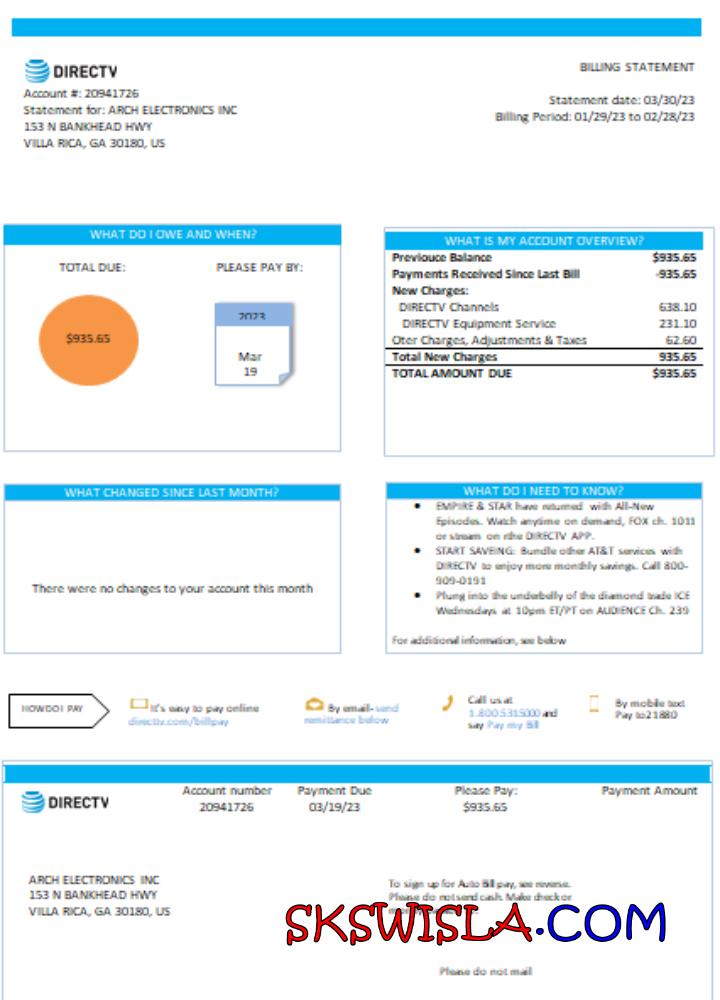 DIRECTV
BILLING STATEMENT
Account #: 20941726
Statement for: ARCH ELECTRONICS INC
153 N BANKHEAD HWY
VILLA RICA, GA 30180, US
Statement date: 03/30/23
Billing Period: 01/29/23 to 02/28/23
WHAT DO I OWE AND WHEN?
TOTAL DUE:
PLEASE PAY BY:
$935.65
2023
Mar
19
WHAT IS MY ACCOUNT OVERVIEW?
Previouce Balance $935.65
Payments Received Since Last Bill -935.65
New Charges:
DIRECTV Channels 638.10
DIRECTV Equipment Service 231.10
Oter Charges, Adjustments & Taxes 62.60
Total New Charges 935.65
TOTAL AMOUNT DUE $935.65
WHAT CHANGED SINCE LAST MONTH?
There were no changes to your account this month
WHAT DO I NEED TO KNOW?
• EMPIRE & STAR have returned with All-New
Episodes. Watch anytime on demand, FOX ch. 1011
or stream on rthe DIRECTV APP.
• START SAVEING: Bundle other AT&T services with
DIRECTV to enjoy more monthly savings. Call 800-
909-0191
• Plung into the underbelly of the diamond trade ICE
Wednesdays at 10pm ET/PT on AUDIENCE Ch. 239
For additional information, see below
HOW DO I PAY
It's easy to pay online
directtv.com/billpay
By email- send
remittance below
Call us at
1.800.5315000 and
say Pay my Bill
By mobile text
Pay to21880
DIRECTV
Account number
20941726
Payment Due
03/19/23
Please Pay:
$935.65
Payment Amount
ARCH ELECTRONICS INC
153 N BANKHEAD HWY
VILLA RICA, GA 30180, US
To sign up for Auto Bill pay, see reverse.
Please do not send cash. Make check or
SKSWISLA.COM
Please do not mail